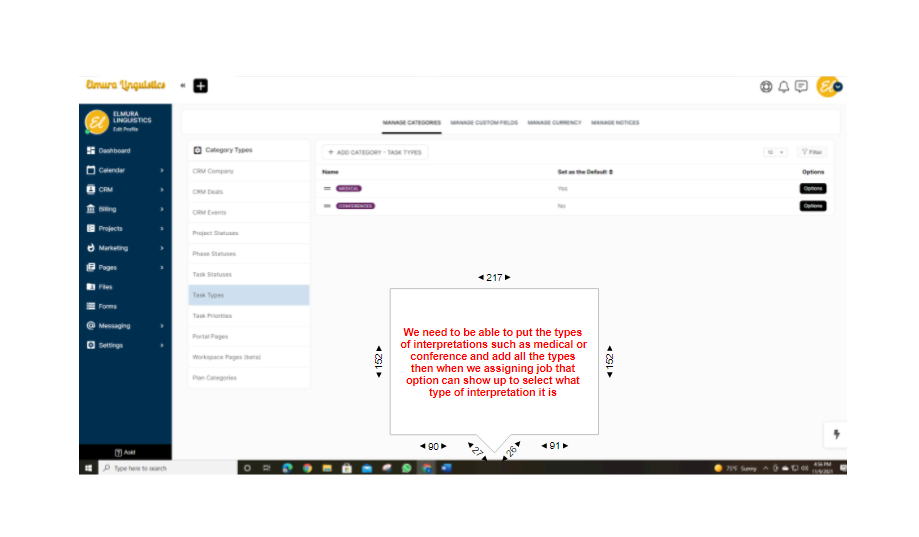 Elmura Linguistics
ELMURA
LINGUISTICS
Edit Profile
MANAGE CATEGORIES MANAGE CUSTOM FIELDS MANAGE CURRENCY MANAGE NOTICES
Dashboard
Calendar
CRM
Billing
Projects
Marketing
Pages
Files
Forms
Messaging
Settings
Ask!
Category Types
CRM Company
CRM Deals
CRM Events
Project Statuses
Phase Statuses
Task Statuses
Task Types
Task Priorities
Portal Pages
Workspace Pages (beta)
Plan Categories
+ ADD CATEGORY - TASK TYPES
Filter
Name Set as the Default Options
MEDICAL Yes Options
CONFERENCES No Options
217
152
152
We need to be able to put the types
of interpretations such as medical or
conference and add all the types
then when we assigning job that
option can show up to select what
type of interpretation it is
90
27
26
91
Type here to search
75°F Sunny
4:56 PM
11/9/2021